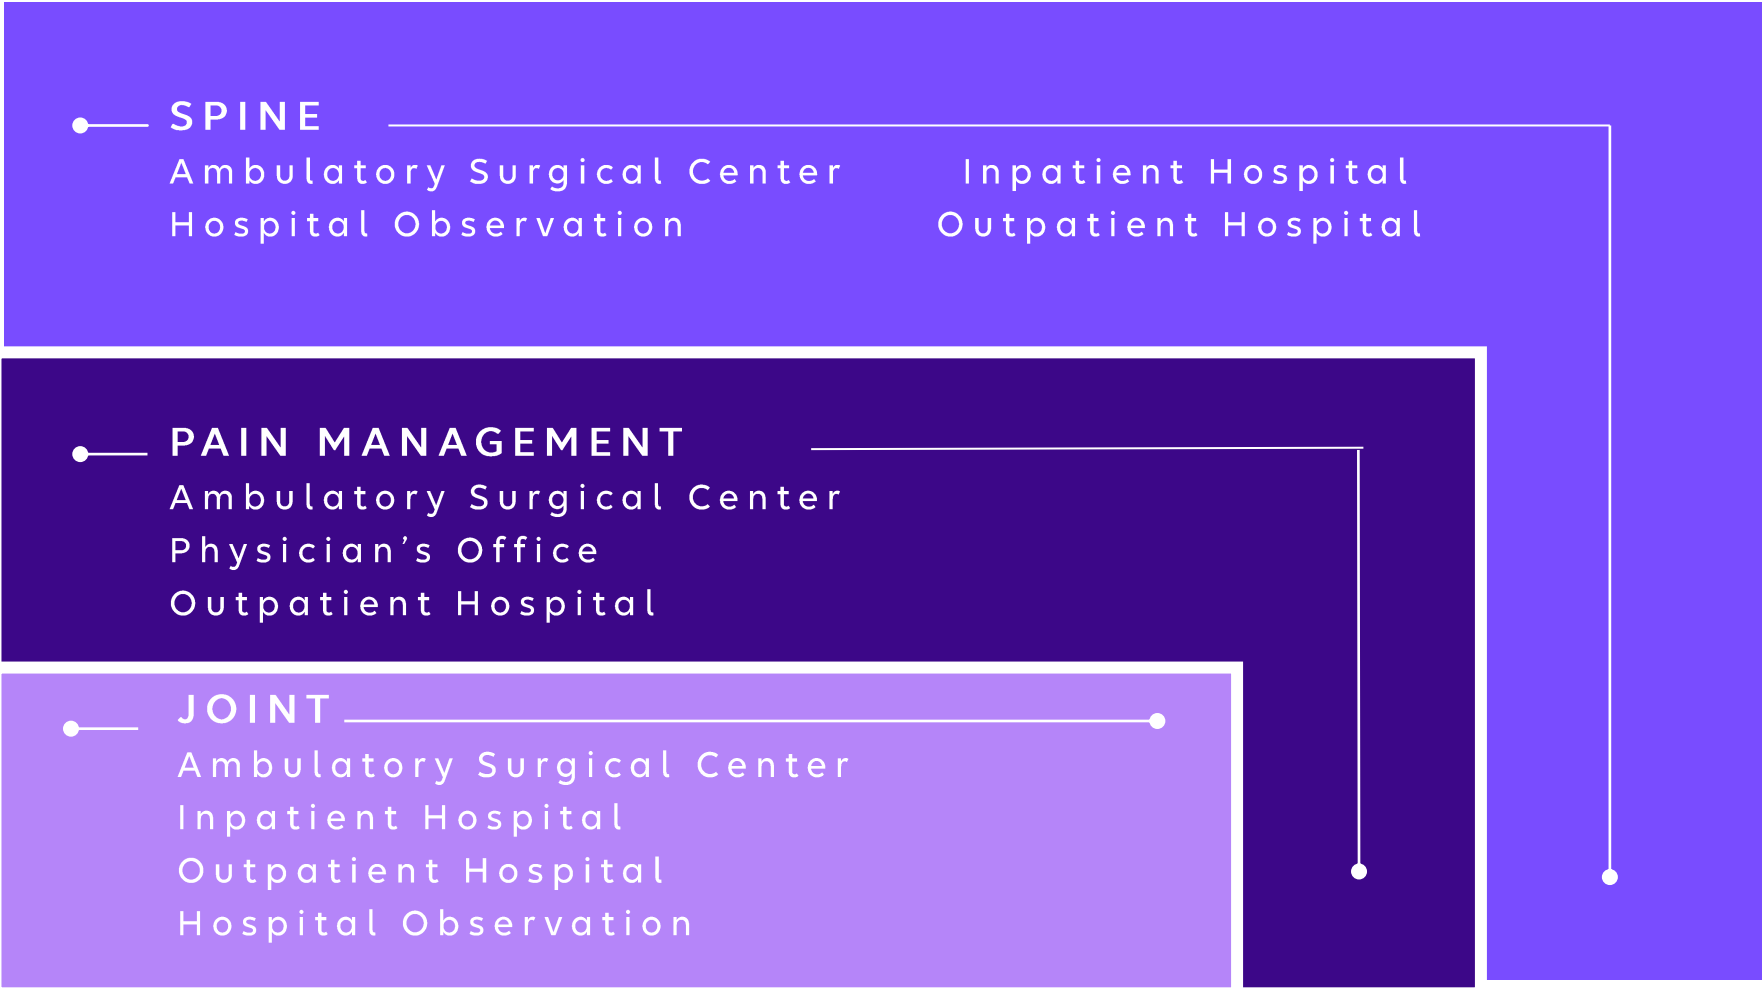 SPINE
Ambulatory Surgical Center
Hospital Observation
Inpatient Hospital
Outpatient Hospital
PAIN MANAGEMENT
Ambulatory Surgical Center
Physician’s Office
Outpatient Hospital
JOINT
Ambulatory Surgical Center
Inpatient Hospital
Outpatient Hospital
Hospital Observation